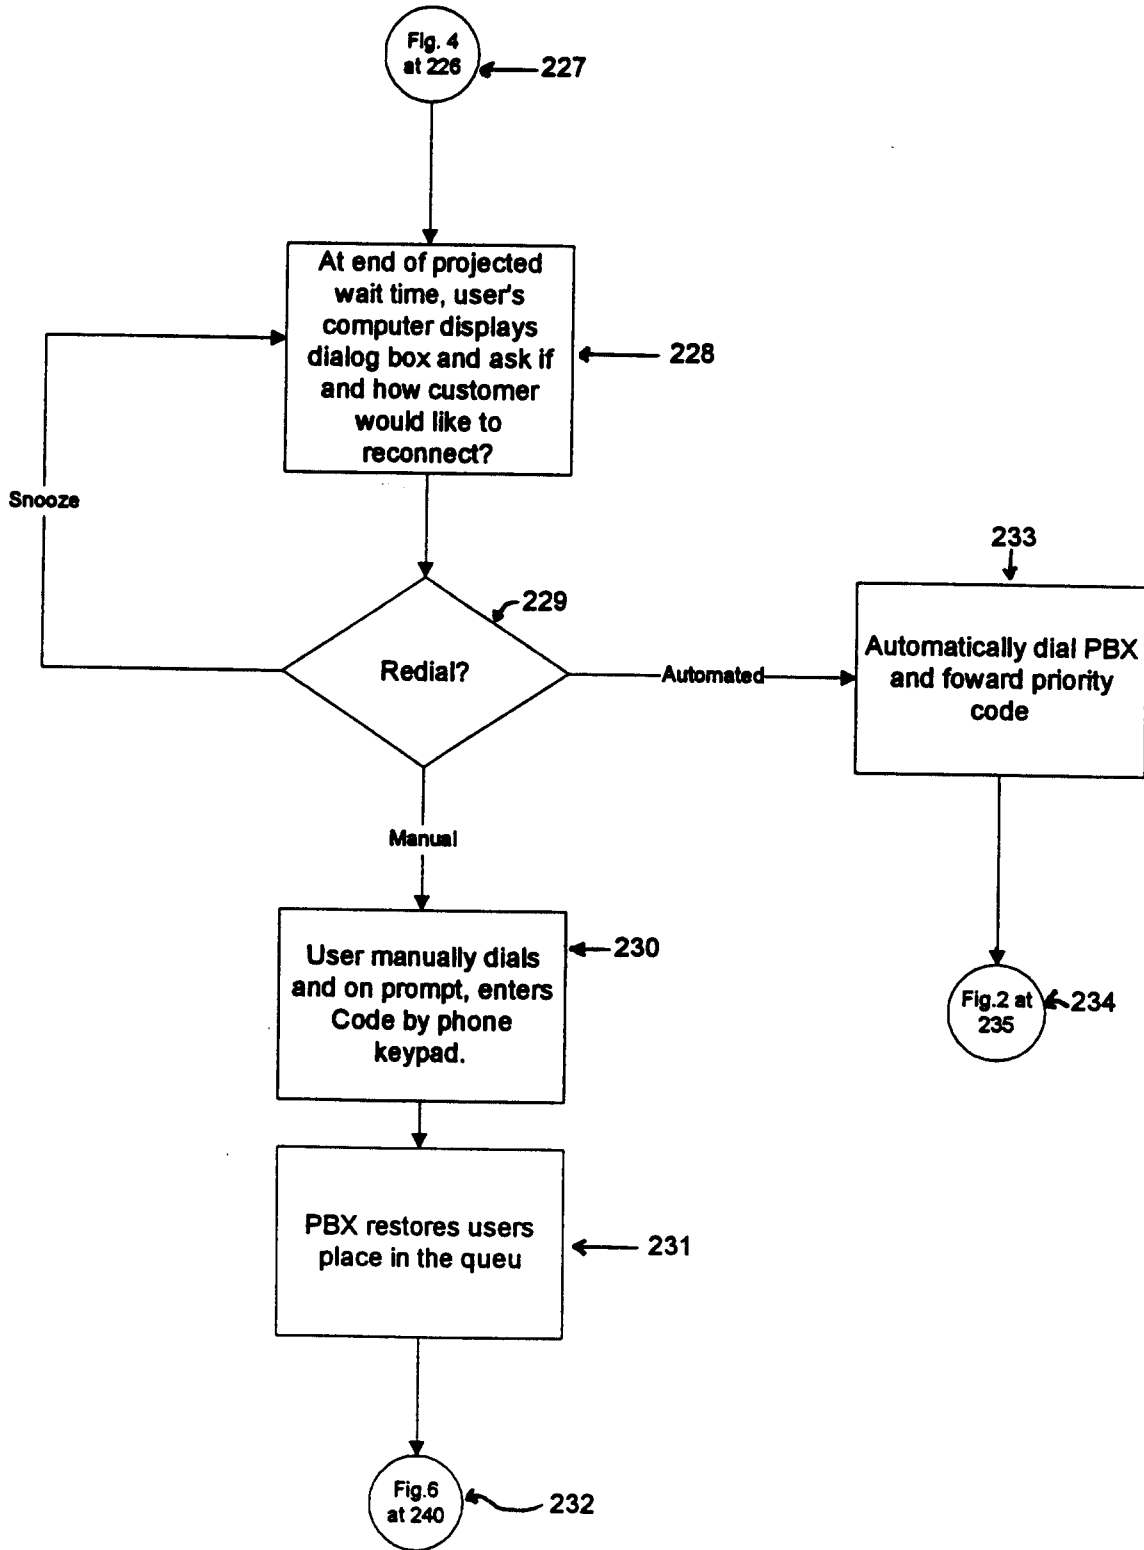 Fig. 4
at 226
227
At end of projected
wait time, user's
computer displays
dialog box and ask if
and how customer
would like to
reconnect?
228
Snooze
229
Redial?
Automated
233
Automatically dial PBX
and foward priority
code
Manual
230
User manually dials
and on prompt, enters
Code by phone
keypad.
Fig.2 at
235
234
PBX restores users
place in the queu
231
Fig.6
at 240
232